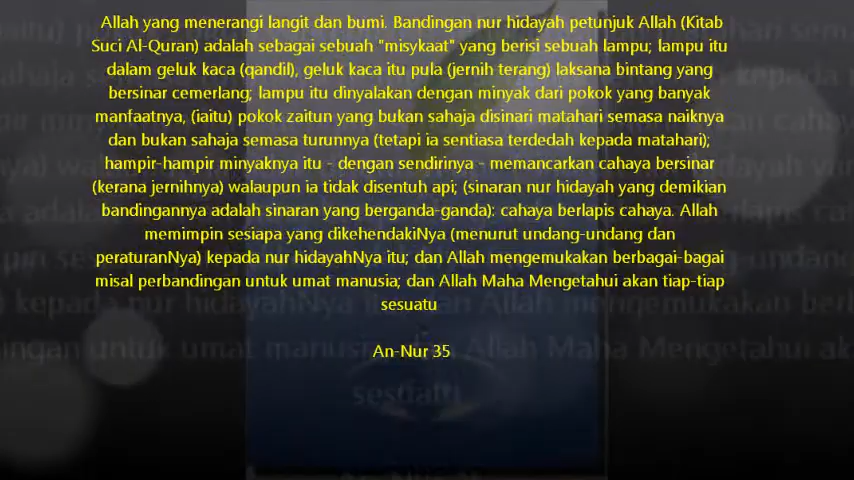 Allah yang menerangi langit dan bumi. Bandingan nur hidayah petunjuk Allah (Kitab
Suci Al-Quran) adalah sebagai sebuah "misykaat" yang berisi sebuah lampu; lampu itu
dalam geluk kaca (qandil), geluk kaca itu pula (jernih terang) laksana bintang yang
bersinar cemerlang; lampu itu dinyalakan dengan minyak dari pokok yang banyak
manfaatnya, (iaitu) pokok zaitun yang bukan sahaja disinari matahari semasa naiknya
dan bukan sahaja semasa turunnya (tetapi ia sentiasa terdedah kepada matahari);
hampir-hampir minyaknya itu - dengan sendirinya - memancarkan cahaya bersinar
(kerana jernihnya) walaupun ia tidak disentuh api; (sinaran nur hidayah yang demikian
bandingannya adalah sinaran yang berganda-ganda): cahaya berlapis cahaya. Allah
memimpin sesiapa yang dikehendakiNya (menurut undang-undang dan
peraturanNya) kepada nur hidayahNya itu; dan Allah mengemukakan berbagai-bagai
misal perbandingan untuk umat manusia; dan Allah Maha Mengetahui akan tiap-tiap
sesuatu
An-Nur 35